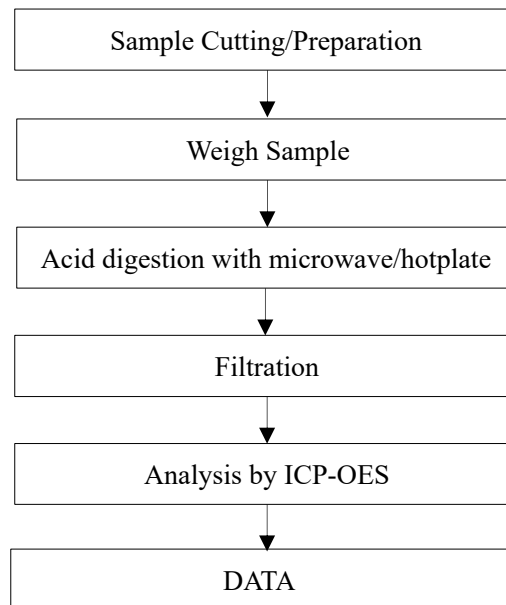 Sample Cutting/Preparation
Weigh Sample
Acid digestion with microwave/hotplate
Filtration
Analysis by ICP-OES
DATA